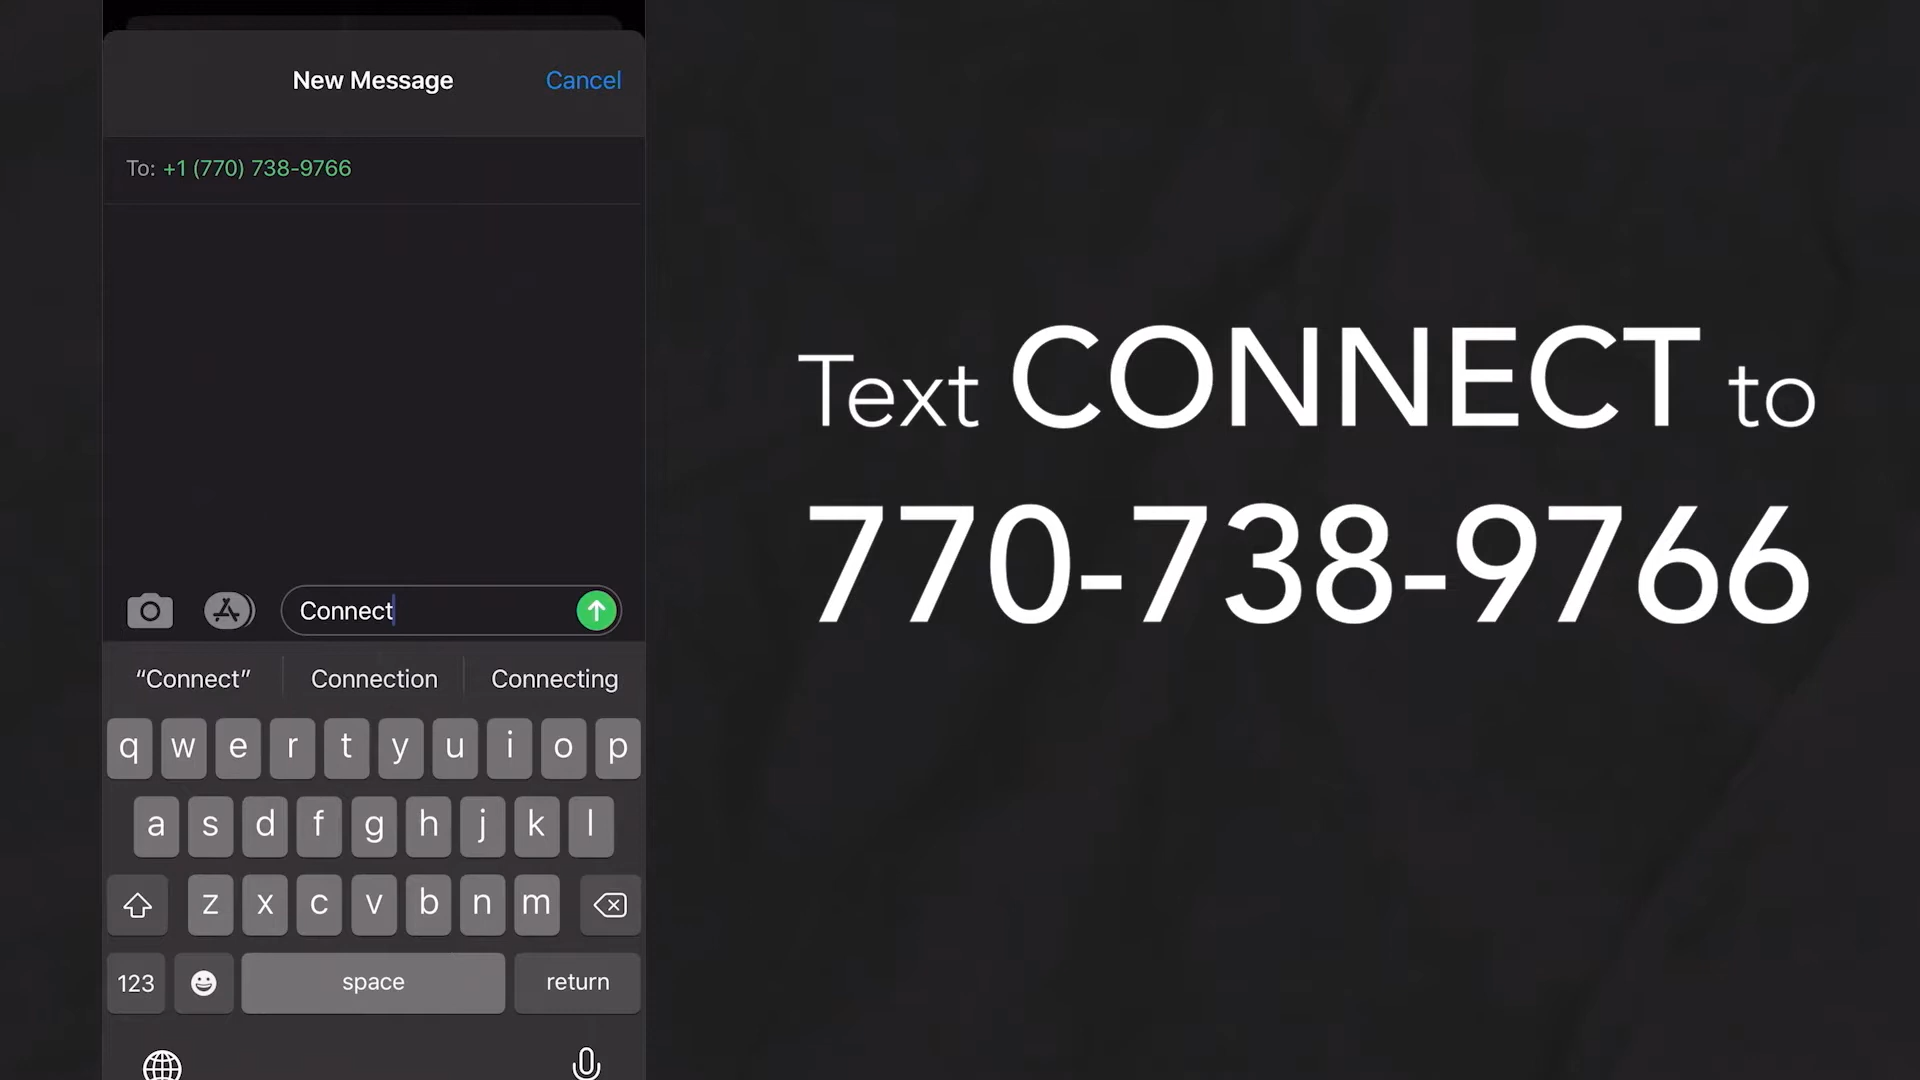 New Message Cancel
To: +1 (770) 738-9766
Connect
“Connect” Connection Connecting
q w e r t y u i o p
a s d f g h j k l
z x c v b n m
123 space return
Text CONNECT to
770-738-9766